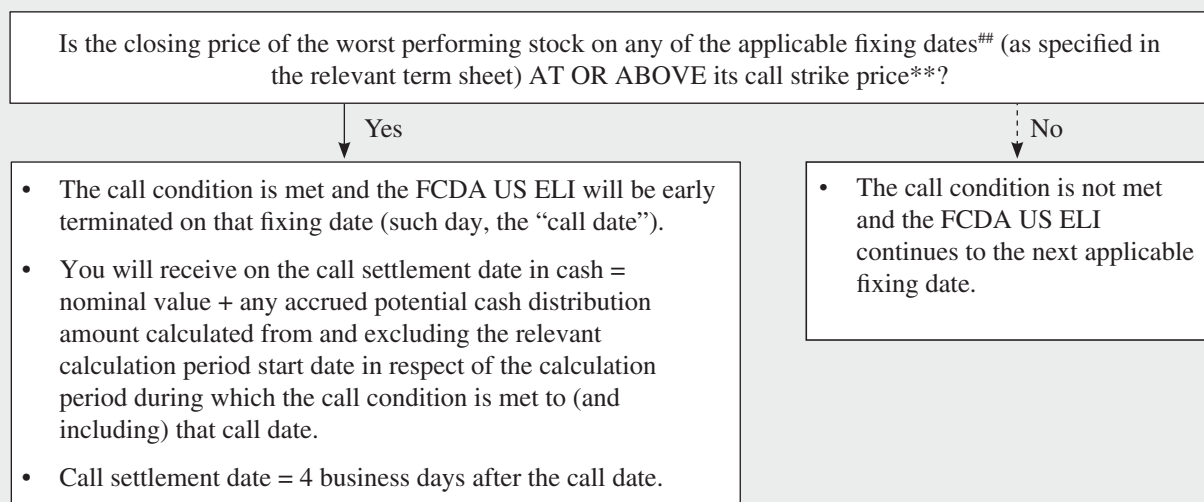 Is the closing price of the worst performing stock on any of the applicable fixing dates## (as specified in
the relevant term sheet) AT OR ABOVE its call strike price**?
Yes
No
• The call condition is met and the FCDA US ELI will be early
terminated on that fixing date (such day, the “call date”).
• You will receive on the call settlement date in cash =
nominal value + any accrued potential cash distribution
amount calculated from and excluding the relevant
calculation period start date in respect of the calculation
period during which the call condition is met to (and
including) that call date.
• Call settlement date = 4 business days after the call date.
• The call condition is not met
and the FCDA US ELI
continues to the next applicable
fixing date.